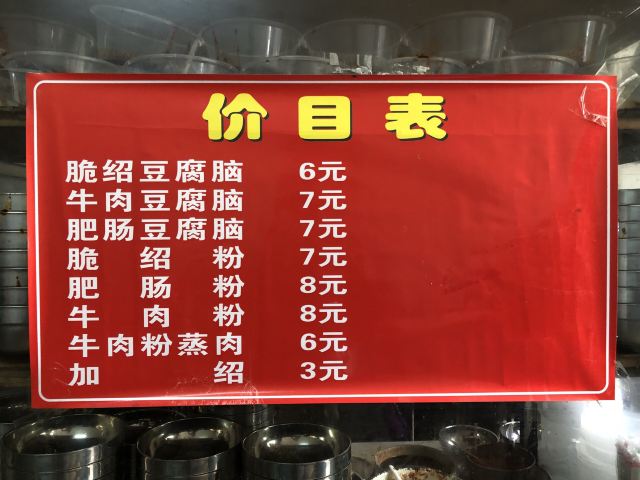 价目表
脆绍豆腐脑 6元
牛肉豆腐脑 7元
肥肠豆腐脑 7元
脆绍粉 7元
肥肠粉 8元
牛肉粉 8元
牛肉粉蒸肉 6元
加绍 3元